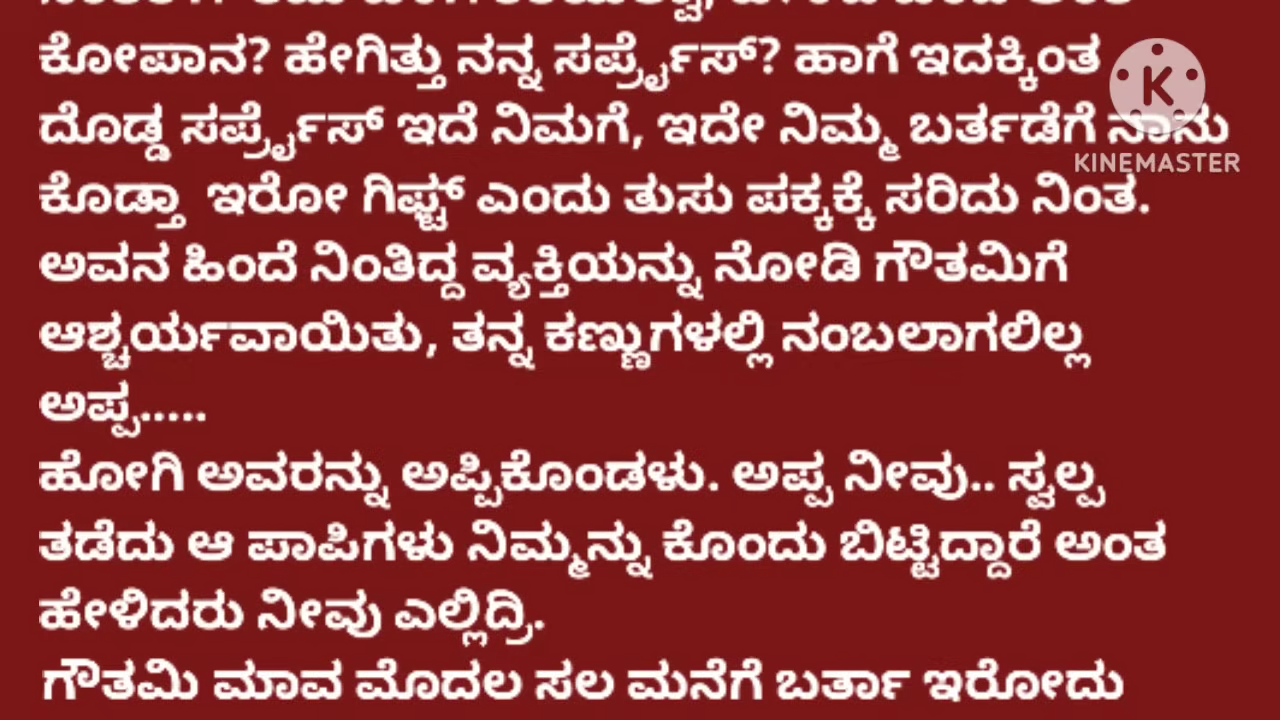 ಕೋಪಾನ? ಹೇಗಿತ್ತು ನನ್ನ ಸರ್ಪ್ರೈಸ್? ಹಾಗೆ ಇದಕ್ಕಿಂತ
ದೊಡ್ಡ ಸರ್ಪ್ರೈಸ್ ಇದೆ ನಿಮಗೆ, ಇದೇ ನಿಮ್ಮ ಬರ್ತಡೆಗೆ ನಾನು
KINEMASTER
ಕೊಡ್ತಾ ಇರೋ ಗಿಫ್ಟ್ ಎಂದು ತುಸು ಪಕ್ಕಕ್ಕೆ ಸರಿದು ನಿಂತ.
ಅವನ ಹಿಂದೆ ನಿಂತಿದ್ದ ವ್ಯಕ್ತಿಯನ್ನು ನೋಡಿ ಗೌತಮಿಗೆ
ಆಶ್ಚರ್ಯವಾಯಿತು, ತನ್ನ ಕಣ್ಣುಗಳಲ್ಲಿ ನಂಬಲಾಗಲಿಲ್ಲ
ಅಪ್ಪ.....
ಹೋಗಿ ಅವರನ್ನು ಅಪ್ಪಿಕೊಂಡಳು. ಅಪ್ಪ ನೀವು.. ಸ್ವಲ್ಪ
ತಡೆದು ಆ ಪಾಪಿಗಳು ನಿಮ್ಮನ್ನು ಕೊಂದು ಬಿಟ್ಟಿದ್ದಾರೆ ಅಂತ
ಹೇಳಿದರು ನೀವು ಎಲ್ಲಿದ್ರಿ.
ಗೌತಮಿ ಮಾವ ಮೊದಲ ಸಲ ಮನೆಗೆ ಬರ್ತಾ ಇರೋದು